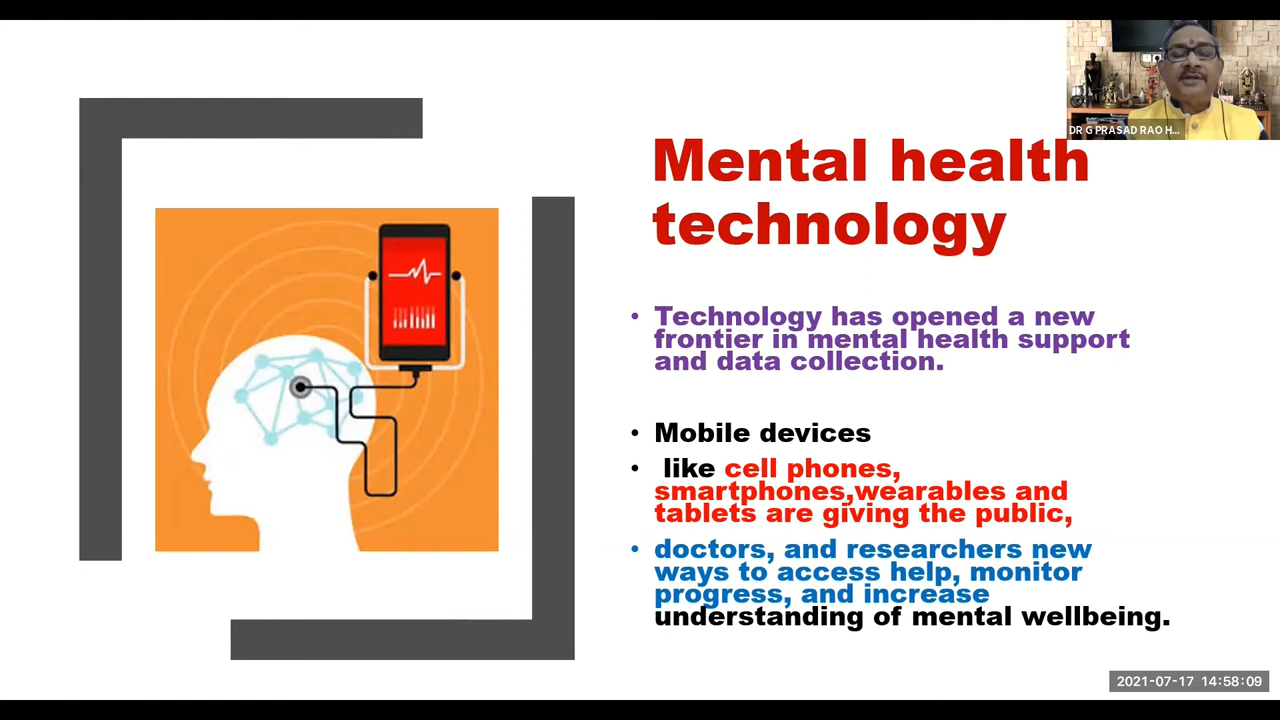 DR G PRASAD RAO H...
Mental health
technology
• Technology has opened a new
frontier in mental health support
and data collection.
• Mobile devices
• like cell phones,
smartphones,wearables and
tablets are giving the public,
• doctors, and researchers new
ways to access help, monitor
progress, and increase
understanding of mental wellbeing.
2021-07-17 14:58:09